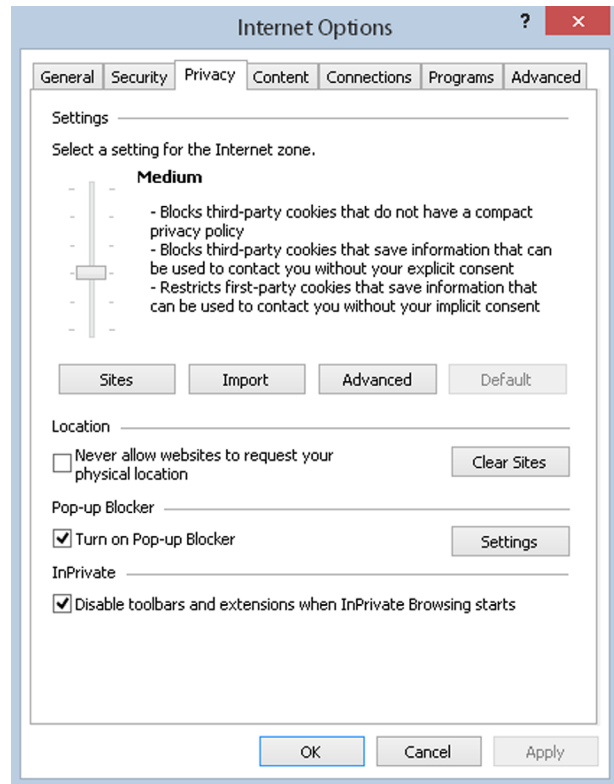 Internet Options
?
General Security Privacy Content Connections Programs Advanced
Settings
Select a setting for the Internet zone.
Medium
- Blocks third-party cookies that do not have a compact
privacy policy
- Blocks third-party cookies that save information that can
be used to contact you without your explicit consent
- Restricts first-party cookies that save information that
can be used to contact you without your implicit consent
Sites Import Advanced Default
Location
Never allow websites to request your
physical location
Clear Sites
Pop-up Blocker
Turn on Pop-up Blocker
Settings
InPrivate
Disable toolbars and extensions when InPrivate Browsing starts
OK Cancel Apply